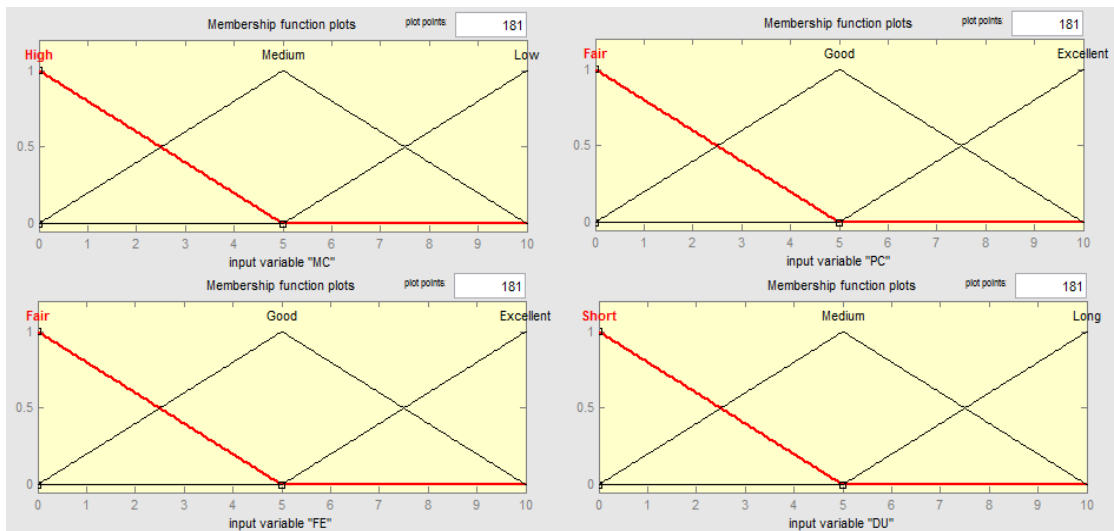 Membership function plots plot points: 181
High Medium Low
1
0.5
0
0 1 2 3 4 5 6 7 8 9 10
input variable "MC"
Membership function plots plot points: 181
Fair Good Excellent
1
0.5
0
0 1 2 3 4 5 6 7 8 9 10
input variable "PC"
Membership function plots plot points: 181
Fair Good Excellent
1
0.5
0
0 1 2 3 4 5 6 7 8 9 10
input variable "FE"
Membership function plots plot points: 181
Short Medium Long
1
0.5
0
0 1 2 3 4 5 6 7 8 9 10
input variable "DU"